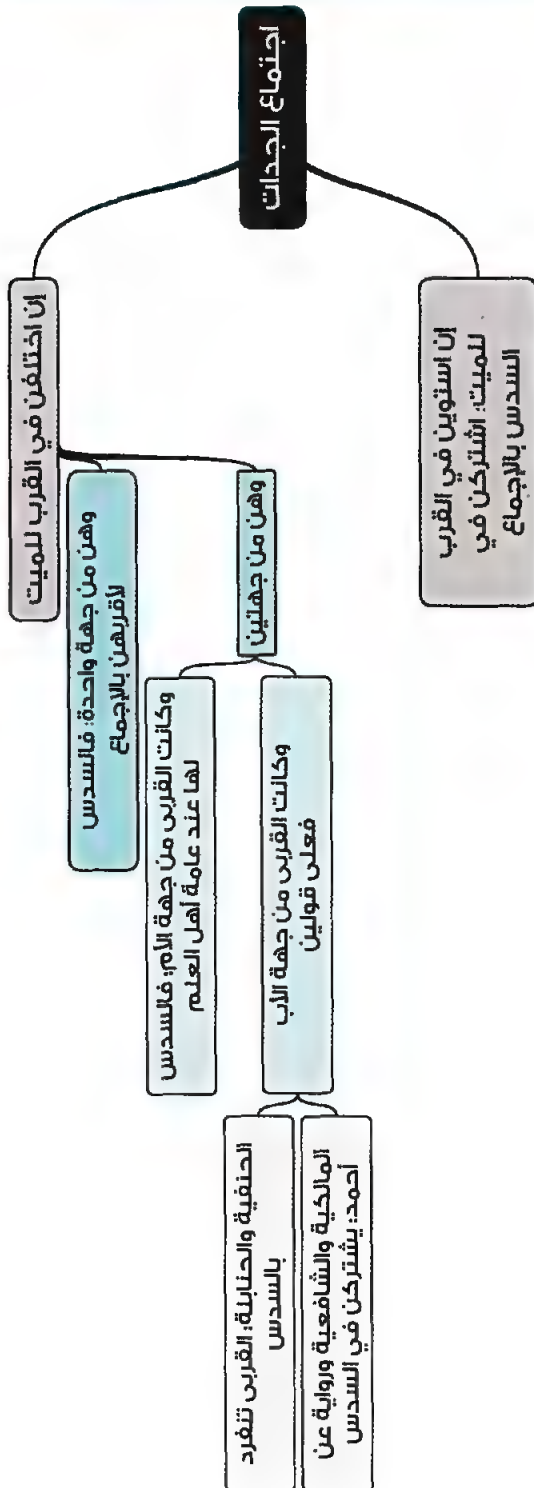 اجتماع الجدات
إن استوين في القرب
للميت: اشتركن في
السدس بالإجماع
إن اختلفن في القرب للميت
وهن من جهتين
وكانت القربى من جهة الأب
فعلى قولين
المالكية والشافعية ورواية عن
أحمد: يشتركن في السدس
الحنفية والحنابلة: القربى تنفرد
بالسدس
وكانت القربى من جهة الأم: فالسدس
لها عند عامة أهل العلم
وهن من جهة واحدة: فالسدس
لأقربهن بالإجماع